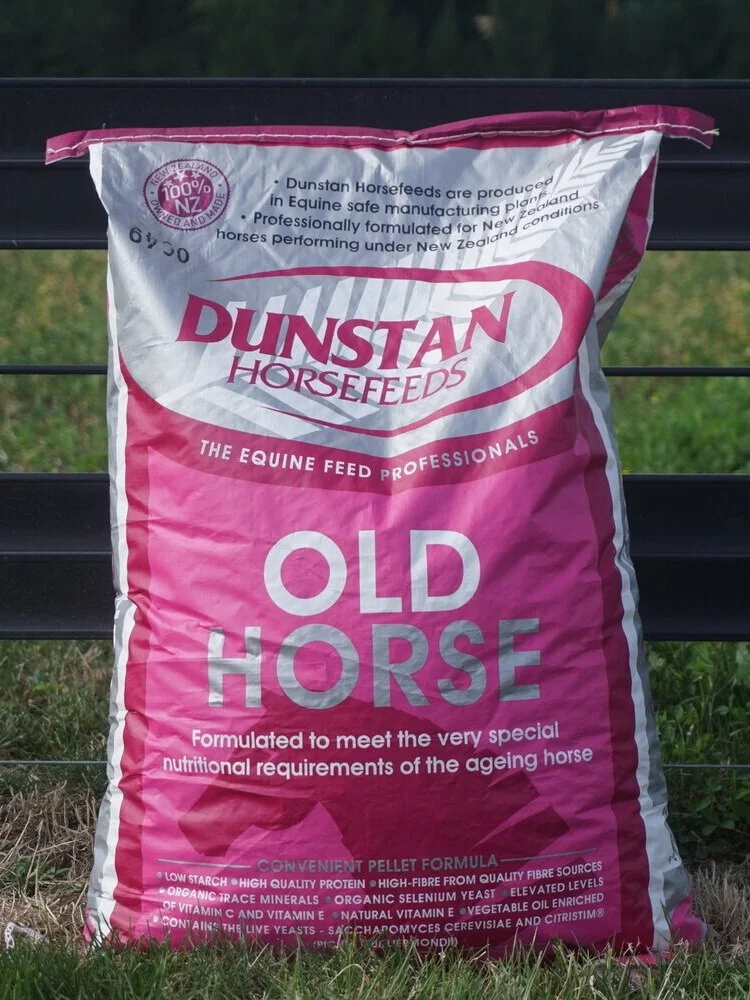 NEW ZEALAND
100%
NZ
OWNED AND MADE
• Dunstan Horsefeeds are produced
in Equine safe manufacturing plants.
• Professionally formulated for New Zealand
horses performing under New Zealand conditions
DUNSTAN
HORSEFEEDS
THE EQUINE FEED PROFESSIONALS
OLD
HORSE
Formulated to meet the very special
nutritional requirements of the ageing horse
CONVENIENT PELLET FORMULA
• LOW STARCH • HIGH QUALITY PROTEIN • HIGH-FIBRE FROM QUALITY FIBRE SOURCES
• ORGANIC TRACE MINERALS • ORGANIC SELENIUM YEAST • ELEVATED LEVELS
OF VITAMIN C AND VITAMIN E • NATURAL VITAMIN E • VEGETABLE OIL ENRICHED
• CONTAINS THE LIVE YEASTS - SACCHAROMYCES CEREVISIAE AND CITRISTIM®